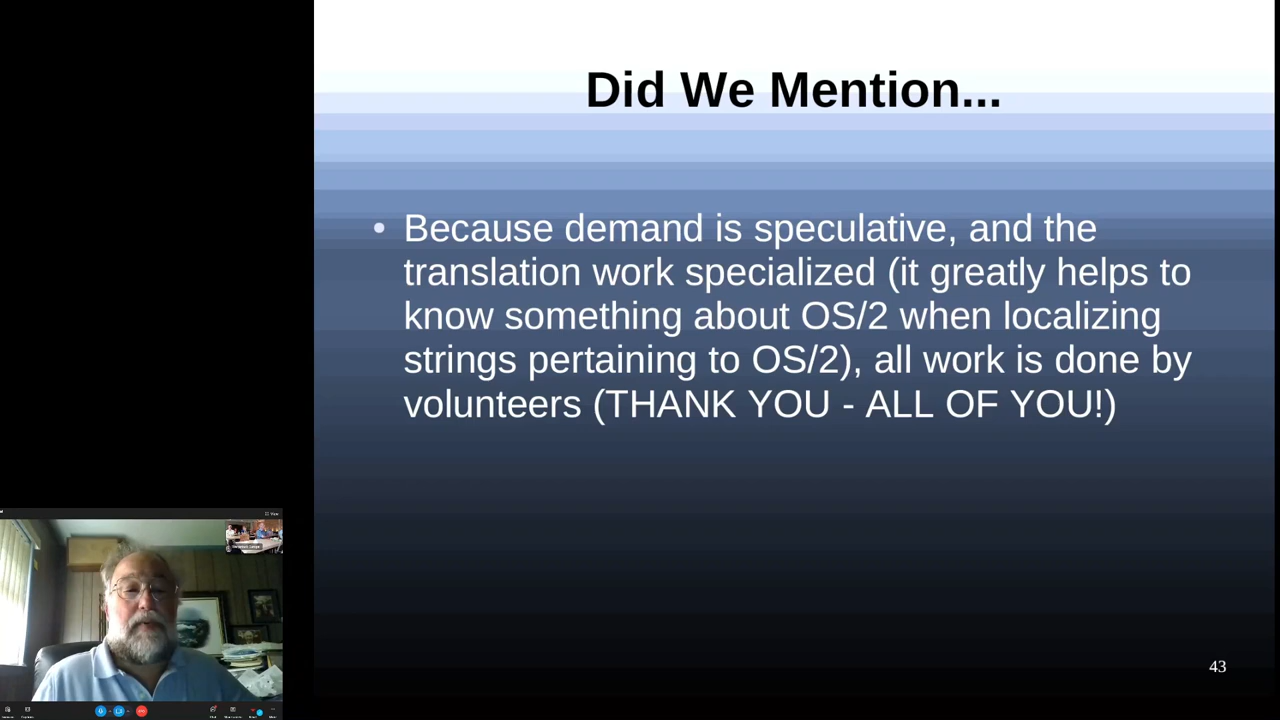 Did We Mention...
• Because demand is speculative, and the
translation work specialized (it greatly helps to
know something about OS/2 when localizing
strings pertaining to OS/2), all work is done by
volunteers (THANK YOU - ALL OF YOU!)
43
View